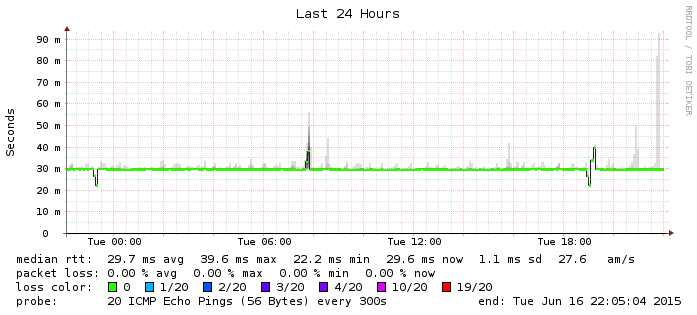 Last 24 Hours
RRDTOOL / TOBI OETIKER
90 m
80 m
70 m
60 m
50 m
40 m
30 m
20 m
10 m
0
Seconds
Tue 00:00 Tue 06:00 Tue 12:00 Tue 18:00
median rtt: 29.7 ms avg 39.6 ms max 22.2 ms min 29.6 ms now 1.1 ms sd 27.6 am/s
packet loss: 0.00 % avg 0.00 % max 0.00 % min 0.00 % now
loss color: 0 1/20 2/20 3/20 4/20 10/20 19/20
probe: 20 ICMP Echo Pings (56 Bytes) every 300s end: Tue Jun 16 22:05:04 2015